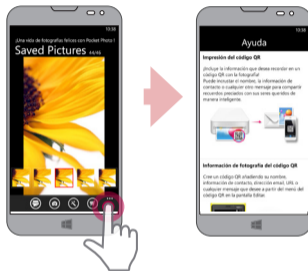 13:38
¡Una vida de fotografías felices con Pocket Photo !
Saved Pictures 44/46
13:38
Ayuda
Impresión del código QR
¡Incluye la información que desea recordar en un
código QR con la fotografía!
Puede incrustar el nombre, la información de
contacto o cualquier otro mensaje para compartir
recuerdos preciados con sus seres queridos de
manera inteligente.
Información de fotografía del código QR
Cree un código QR añadiendo su nombre,
información de contacto, dirección email, URL o
cualquier mensaje que desee a partir del menú del
código QR en la pantalla Editar.